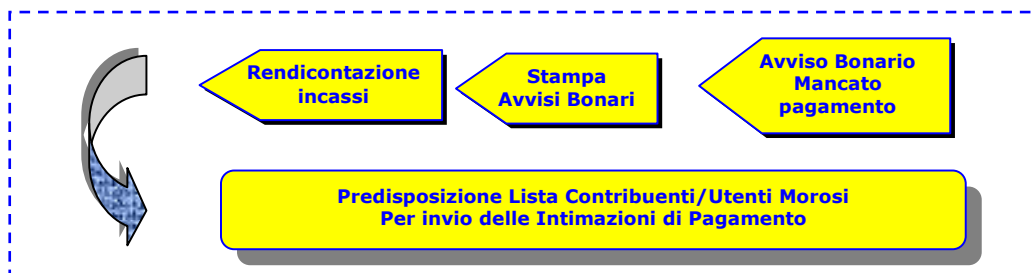 Rendicontazione
incassi
Stampa
Avvisi Bonari
Avviso Bonario
Mancato
pagamento
Predisposizione Lista Contribuenti/Utenti Morosi
Per invio delle Intimazioni di Pagamento